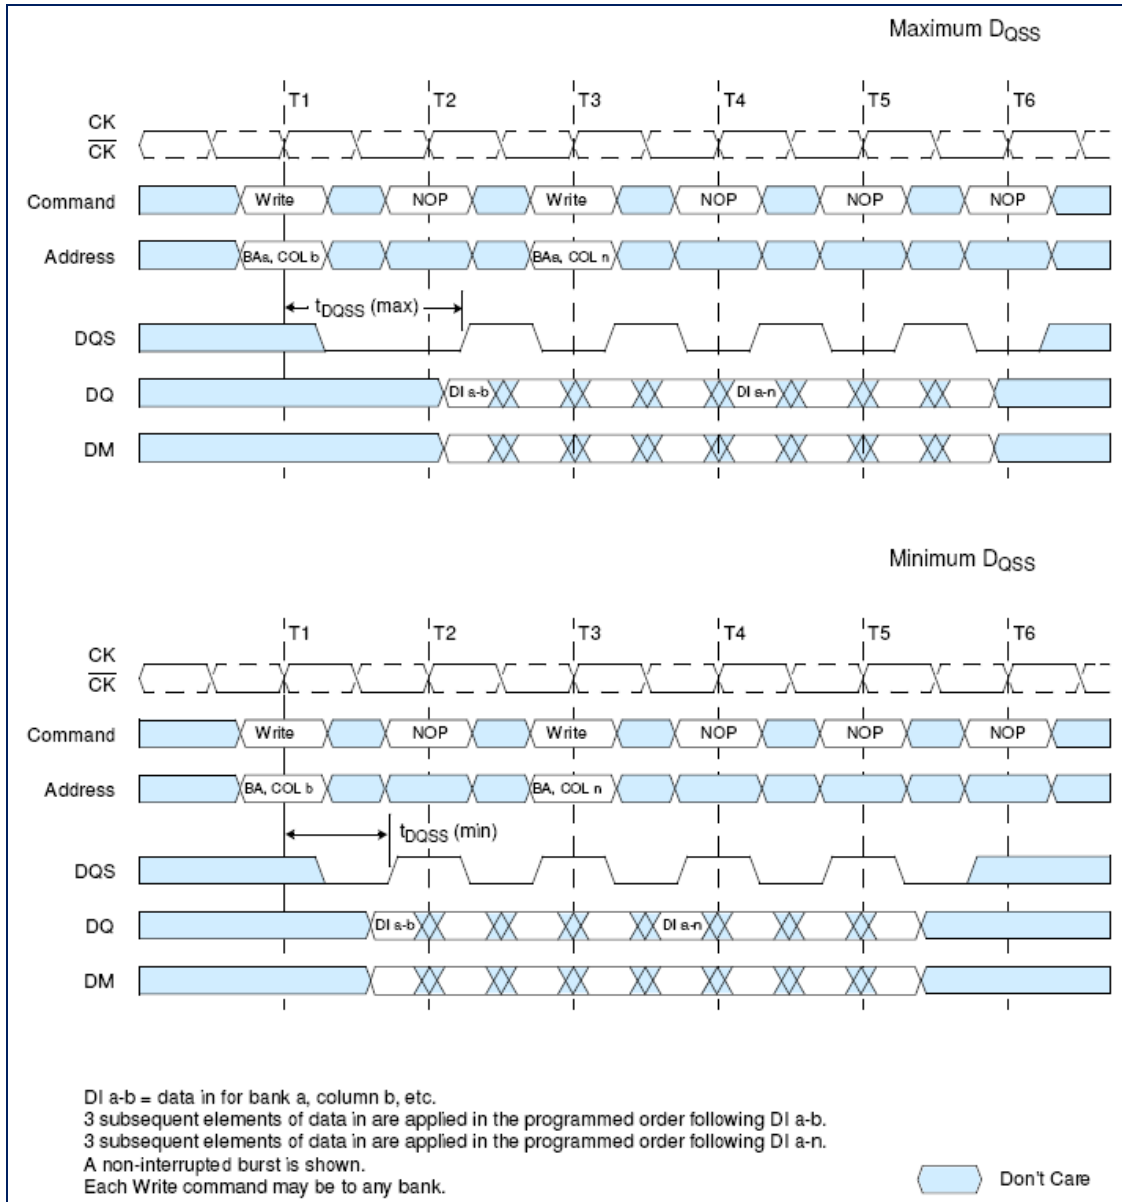 Maximum DQSS
T1 T2 T3 T4 T5 T6
CK
CK
Command Write NOP Write NOP NOP NOP
Address BAa, COL b BAa, COL n
tDQSS (max)
DQS
DQ DI a-b DI a-n
DM
Minimum DQSS
T1 T2 T3 T4 T5 T6
CK
CK
Command Write NOP Write NOP NOP NOP
Address BA, COL b BA, COL n
tDQSS (min)
DQS
DQ DI a-b DI a-n
DM
DI a-b = data in for bank a, column b, etc.
3 subsequent elements of data in are applied in the programmed order following DI a-b.
3 subsequent elements of data in are applied in the programmed order following DI a-n.
A non-interrupted burst is shown.
Each Write command may be to any bank.
Don't Care